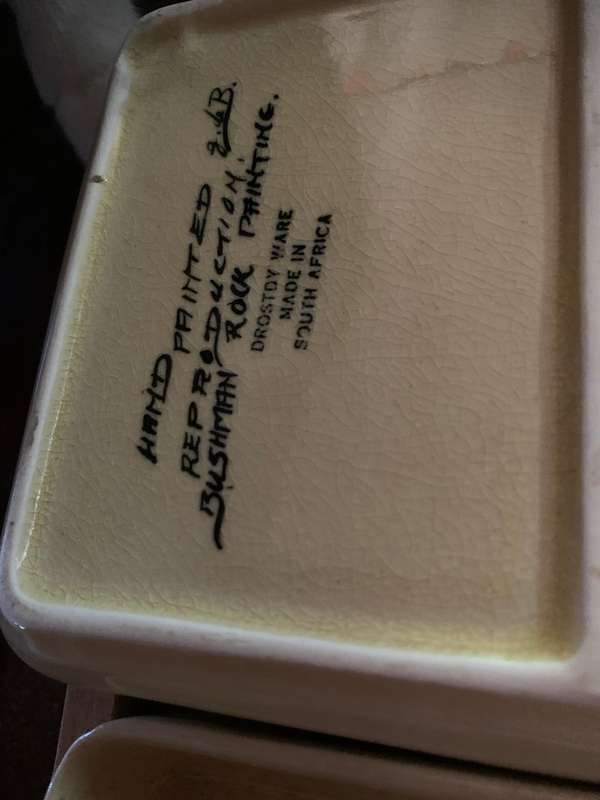 HAND PAINTED
REPRODUCTION.
BUSHMAN ROCK PAINTING.
DROSTDY WARE
MADE IN
SOUTH AFRICA